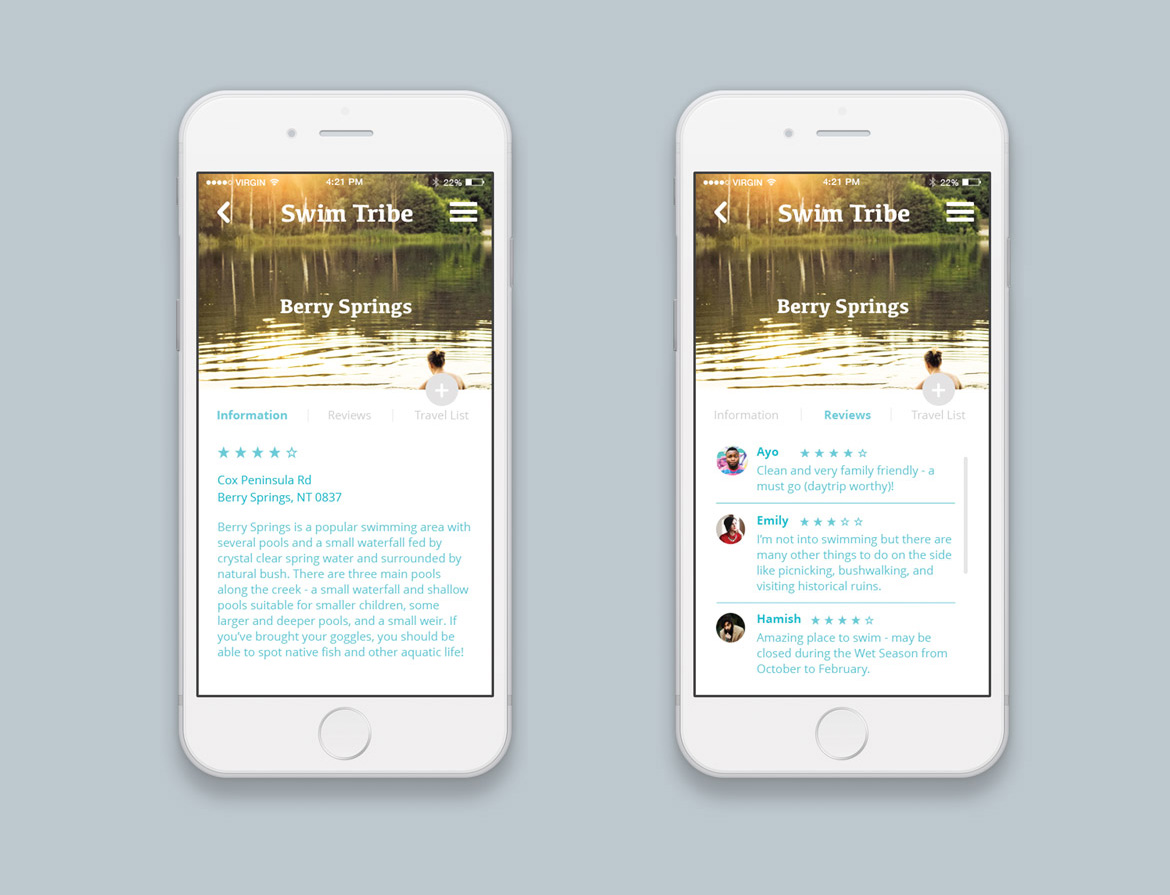 VIRGIN 4:21 PM 22%
Swim Tribe
Berry Springs
Information Reviews Travel List
Cox Peninsula Rd
Berry Springs, NT 0837
Berry Springs is a popular swimming area with
several pools and a small waterfall fed by
crystal clear spring water and surrounded by
natural bush. There are three main pools
along the creek - a small waterfall and shallow
pools suitable for smaller children, some
larger and deeper pools, and a small weir. If
you've brought your goggles, you should be
able to spot native fish and other aquatic life!
VIRGIN 4:21 PM 22%
Swim Tribe
Berry Springs
Information Reviews Travel List
Ayo
Clean and very family friendly - a
must go (daytrip worthy)!
Emily
I'm not into swimming but there are
many other things to do on the side
like picnicking, bushwalking, and
visiting historical ruins.
Hamish
Amazing place to swim - may be
closed during the Wet Season from
October to February.